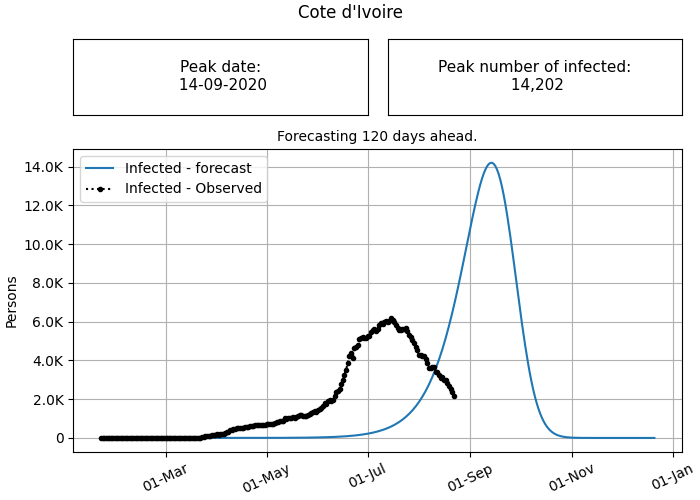 Cote d'Ivoire
Peak date:
14-09-2020
Peak number of infected:
14,202
Forecasting 120 days ahead.
Infected - forecast
Infected - Observed
14.0K
12.0K
10.0K
8.0K
6.0K
4.0K
2.0K
0
Persons
01-Mar
01-May
01-Jul
01-Sep
01-Nov
01-Jan